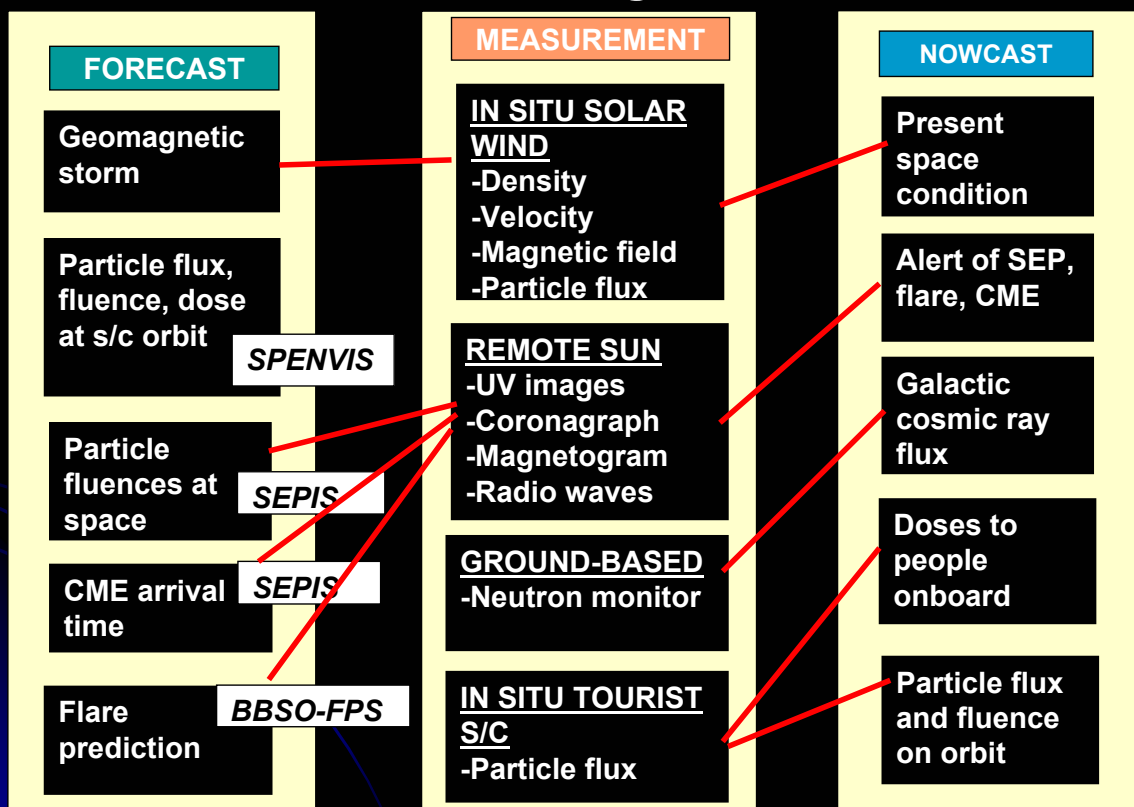 FORECAST
Geomagnetic
storm
Particle flux,
fluence, dose
at s/c orbit
SPENVIS
Particle
fluences at
space
SEPIS
CME arrival
time
SEPIS
Flare
prediction
BBSO-FPS
MEASUREMENT
IN SITU SOLAR
WIND
-Density
-Velocity
-Magnetic field
-Particle flux
REMOTE SUN
-UV images
-Coronagraph
-Magnetogram
-Radio waves
GROUND-BASED
-Neutron monitor
IN SITU TOURIST
S/C
-Particle flux
NOWCAST
Present
space
condition
Alert of SEP,
flare, CME
Galactic
cosmic ray
flux
Doses to
people
onboard
Particle flux
and fluence
on orbit